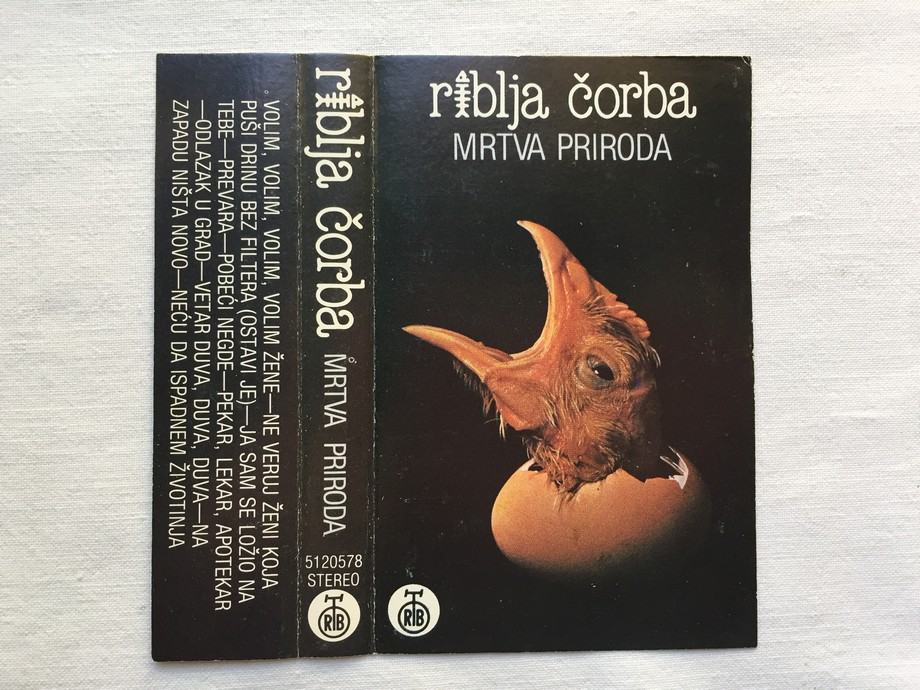 riblja čorba
MRTVA PRIRODA
RTB
riblja čorba MRTVA PRIRODA
5120578
STEREO
RTB
VOLIM, VOLIM, VOLIM, VOLIM ŽENE—NE VERUJ ŽENI KOJA
PUŠI DRINU BEZ FILTERA (OSTAVI JE)—JA SAM SE LOŽIO NA
TEBE—PREVARA—POBEĆI NEGDE—PEKAR, LEKAR, APOTEKAR
—ODLAZAK U GRAD—VETAR DUVA, DUVA, DUVA—NA
ZAPADU NIŠTA NOVO—NEĆU DA ISPADNEM ŽIVOTINJA